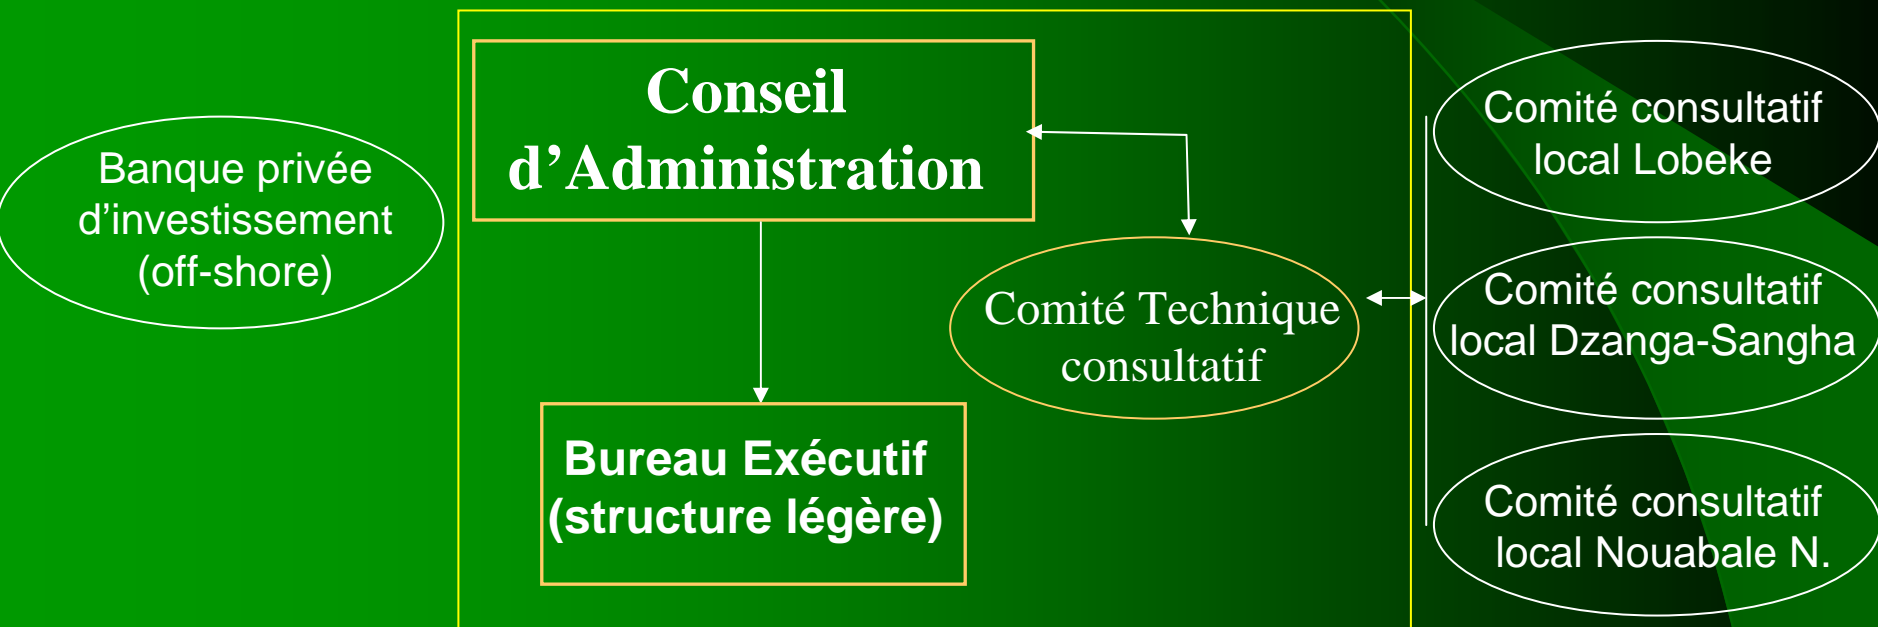 Banque privée
d’investissement
(off-shore)
Conseil
d’Administration
Comité Technique
consultatif
Bureau Exécutif
(structure légère)
Comité consultatif
local Lobeke
Comité consultatif
local Dzanga-Sangha
Comité consultatif
local Nouabale N.